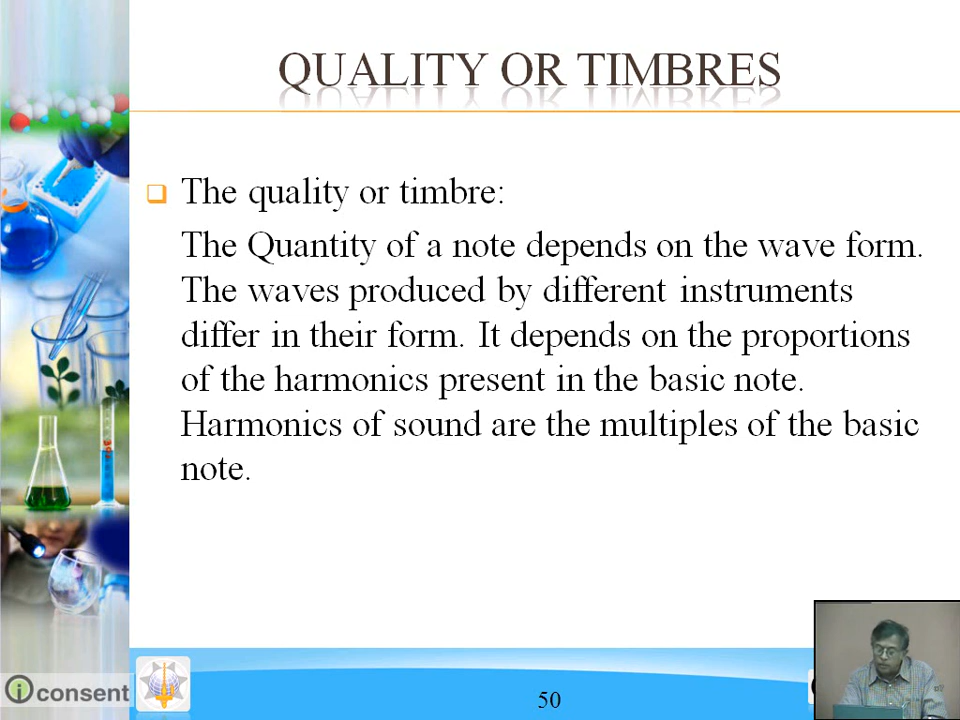 QUALITY OR TIMBRES
The quality or timbre:
The Quantity of a note depends on the wave form.
The waves produced by different instruments
differ in their form. It depends on the proportions
of the harmonics present in the basic note.
Harmonics of sound are the multiples of the basic
note.
i consent
50